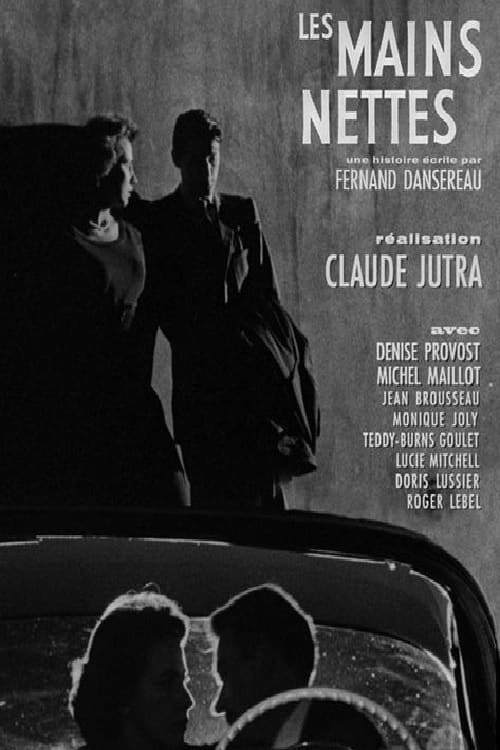 LES
MAINS
NETTES
une histoire écrite par
FERNAND DANSEREAU
réalisation
CLAUDE JUTRA
avec
DENISE PROVOST
MICHEL MAILLOT
JEAN BROUSSEAU
MONIQUE JOLY
TEDDY-BURNS GOULET
LUCIE MITCHELL
DORIS LUSSIER
ROGER LEBEL